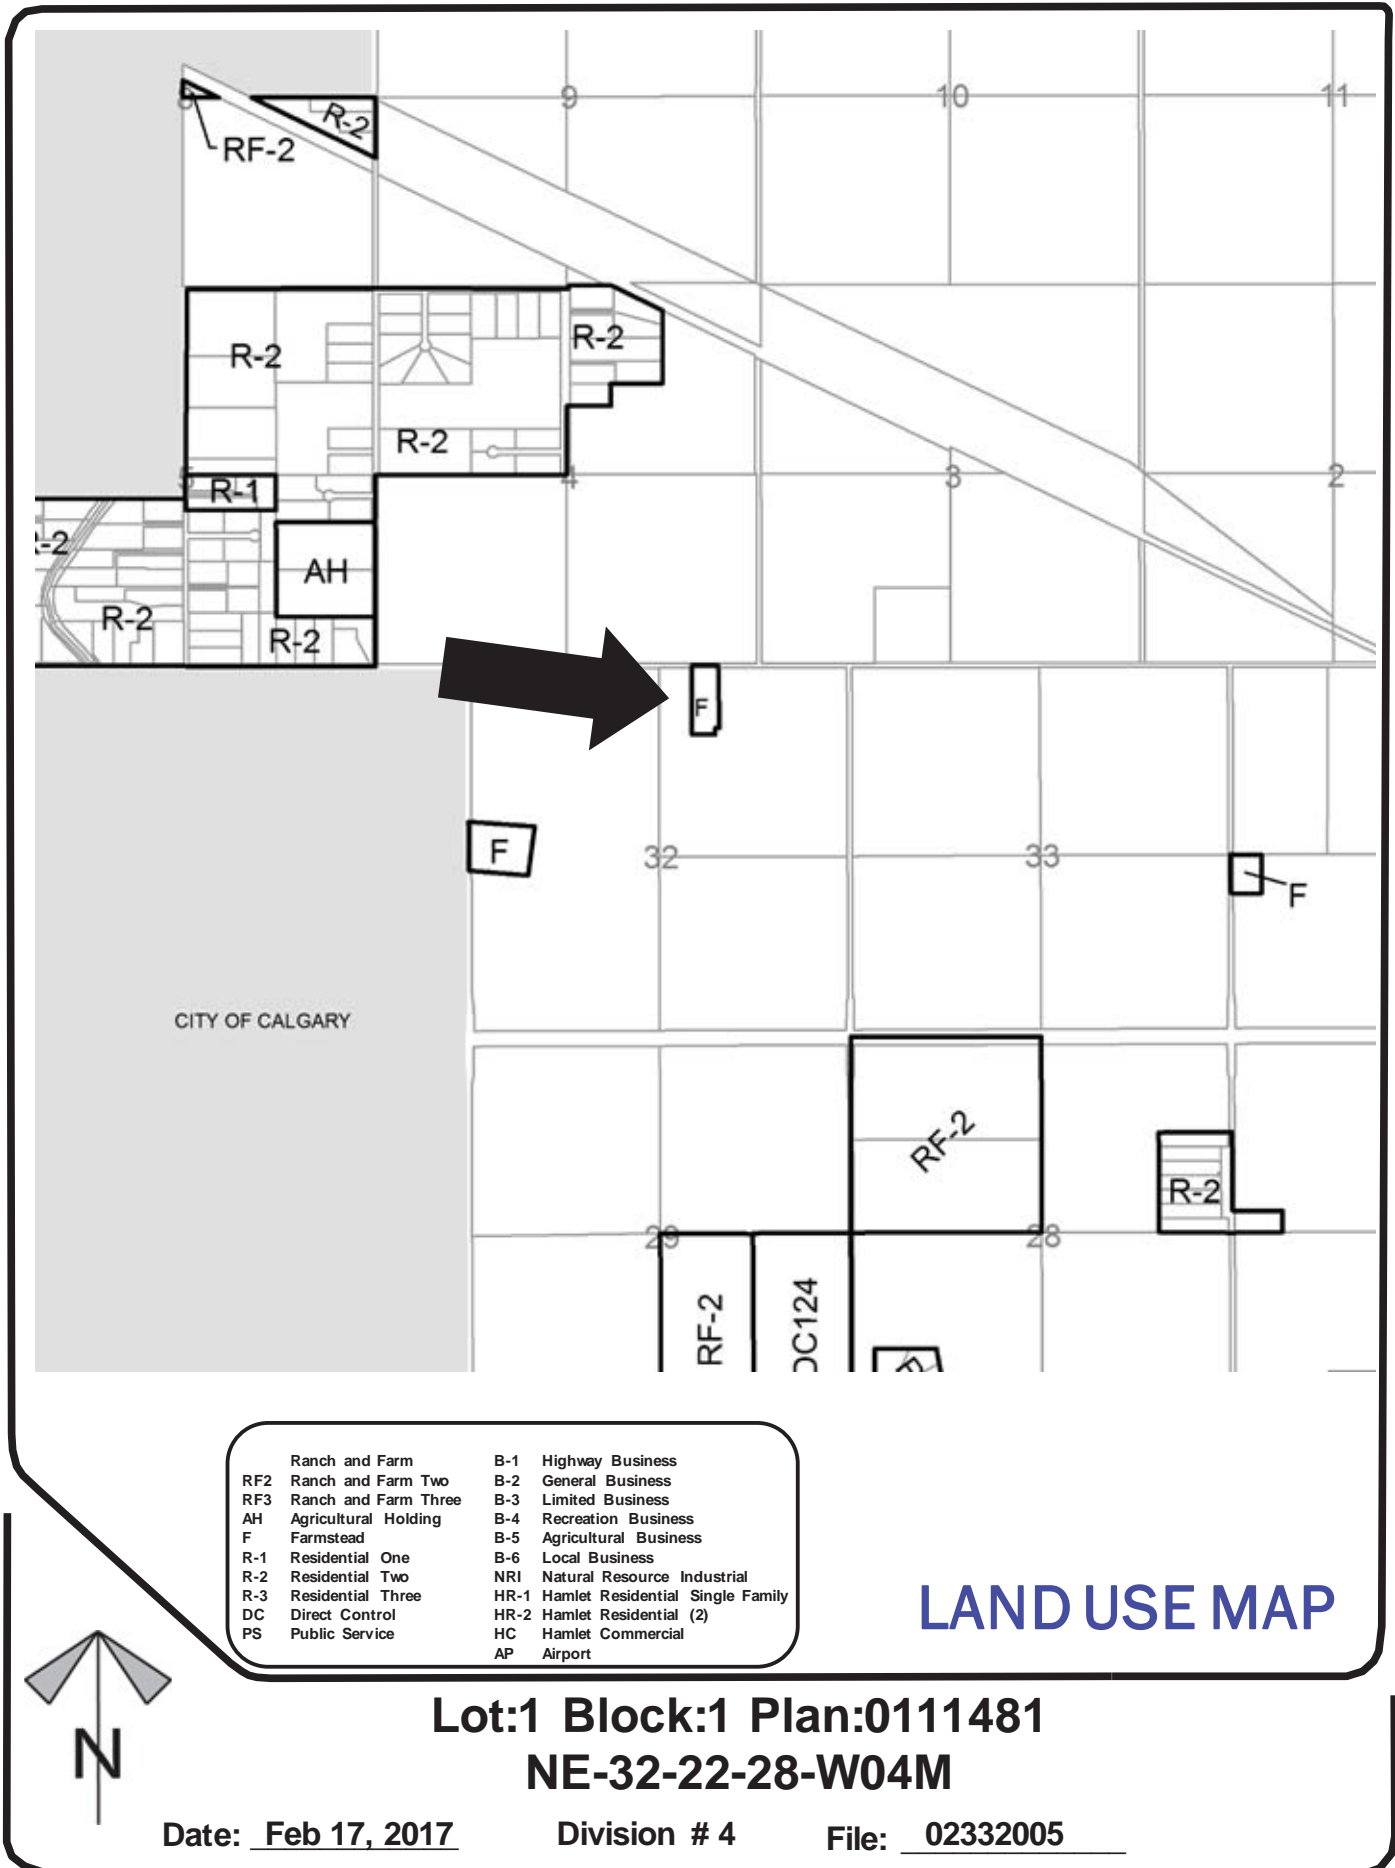 9
10
11
R-2
RF-2
R-2
R-2
R-2
5
4
3
2
R-1
R-2
AH
R-2
R-2
F
F
32
33
F
CITY OF CALGARY
RF-2
R-2
29
28
RF-2
DC124
Ranch and Farm
RF2 Ranch and Farm Two
RF3 Ranch and Farm Three
AH Agricultural Holding
F Farmstead
R-1 Residential One
R-2 Residential Two
R-3 Residential Three
DC Direct Control
PS Public Service
B-1 Highway Business
B-2 General Business
B-3 Limited Business
B-4 Recreation Business
B-5 Agricultural Business
B-6 Local Business
NRI Natural Resource Industrial
HR-1 Hamlet Residential Single Family
HR-2 Hamlet Residential (2)
HC Hamlet Commercial
AP Airport
LAND USE MAP
N
Lot:1 Block:1 Plan:0111481
NE-32-22-28-W04M
Date: Feb 17, 2017 Division # 4 File: 02332005